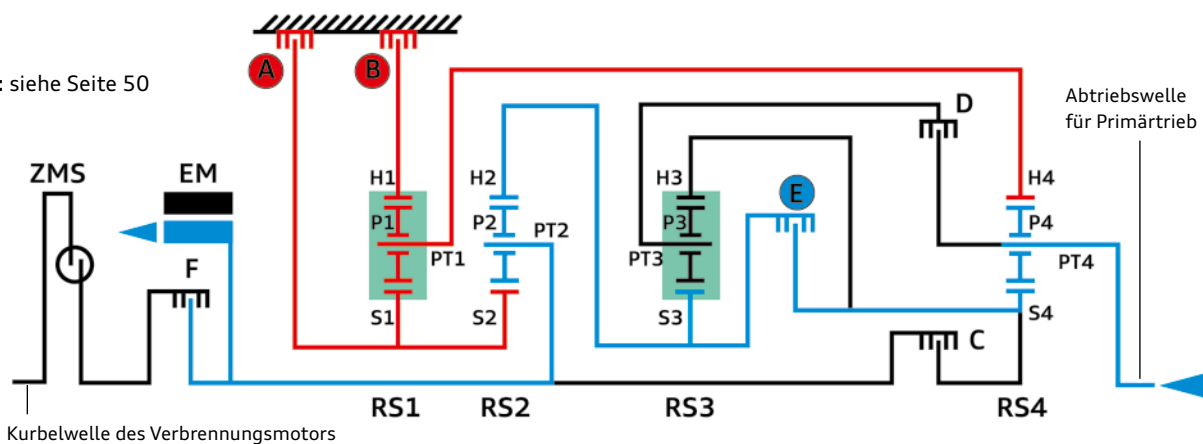 A
B
: siehe Seite 50
D
Abtriebswelle
für Primärtrieb
ZMS
EM
H1
H2
H3
E
H4
P1
P2
PT2
P3
P4
PT1
PT3
PT4
F
S1
S2
S3
S4
C
RS1
RS2
RS3
RS4
Kurbelwelle des Verbrennungsmotors